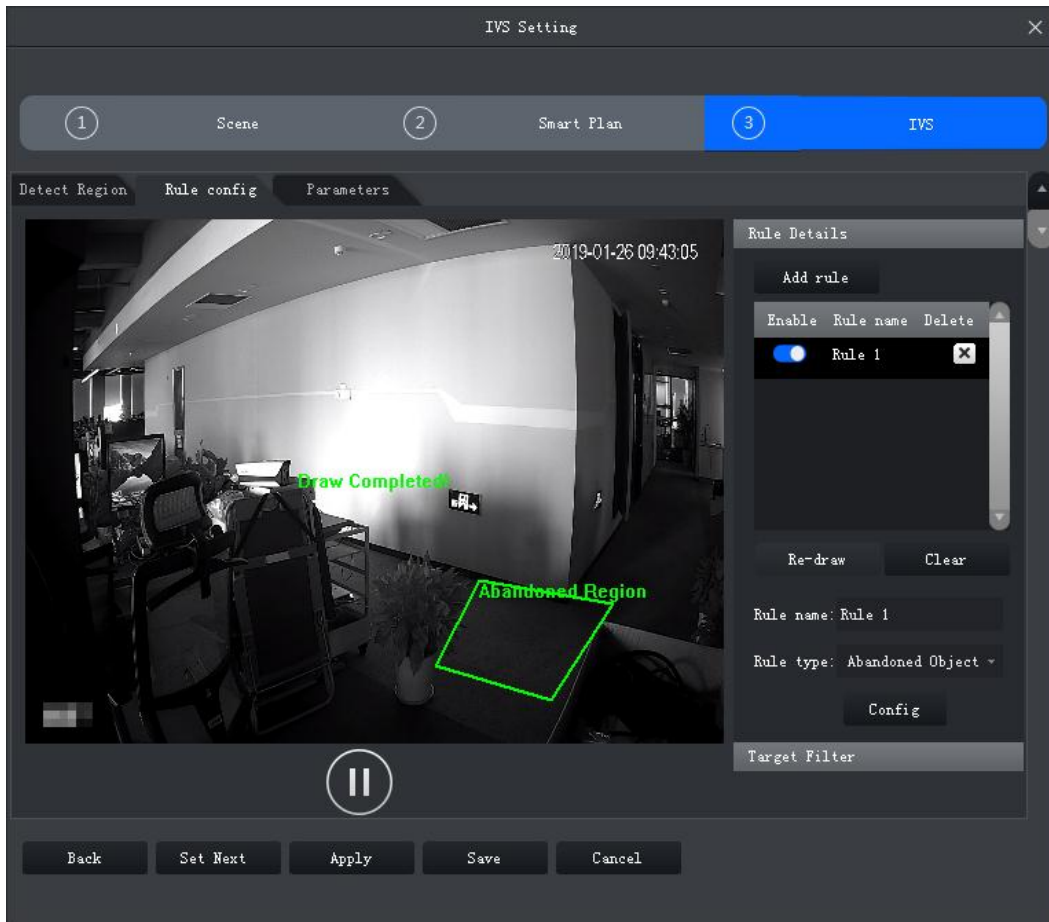 IVS Setting
1 Scene 2 Smart Plan 3 IVS
Detect Region Rule config Parameters
2019-01-26 09:43:05
Draw Completed!
Abandoned Region
Rule Details
Add rule
Enable Rule name Delete
Rule 1
Re-draw Clear
Rule name: Rule 1
Rule type: Abandoned Object
Config
Target Filter
Back Set Next Apply Save Cancel